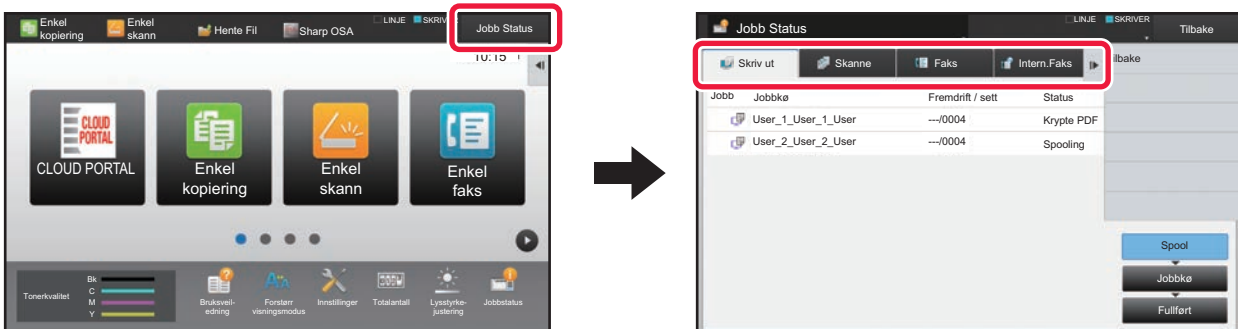 Enkel
kopiering
Enkel
skann
Hente Fil
Sharp OSA
LINJE
SKRIV
Jobb Status
10:15
CLOUD
PORTAL
CLOUD PORTAL
Enkel
kopiering
Enkel
skann
Enkel
faks
Tonerkvalitet
Bk
C
M
Y
Bruksveil-
edning
Forstørr
visningsmodus
Innstillinger
Totalantall
Lysstyrke-
justering
Jobbstatus
Jobb Status
LINJE
SKRIVER
Tilbake
Skriv ut
Skanne
Faks
Intern.Faks
ilbake
Jobb
Jobbkø
Fremdrift / sett
Status
User_1_User_1_User
---/0004
Krypte PDF
User_2_User_2_User
---/0004
Spooling
Spool
Jobbkø
Fullført